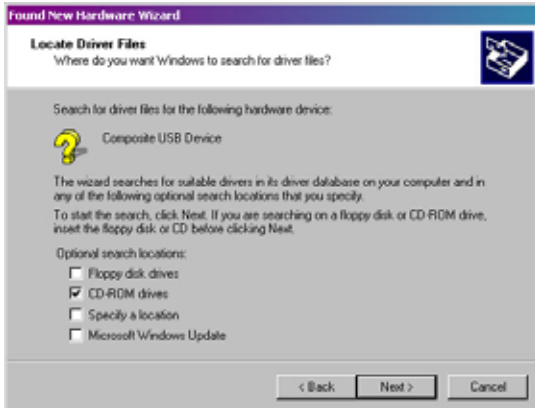 Found New Hardware Wizard
Locate Driver Files
Where do you want Windows to search for driver files?
Search for driver files for the following hardware device:
Composite USB Device
The wizard searches for suitable drivers in its driver database on your computer and in
any of the following optional search locations that you specify.
To start the search, click Next. If you are searching on a floppy disk or CD-ROM drive,
insert the floppy disk or CD before clicking Next.
Optional search locations:
Floppy disk drives
CD-ROM drives
Specify a location
Microsoft Windows Update
< Back Next > Cancel